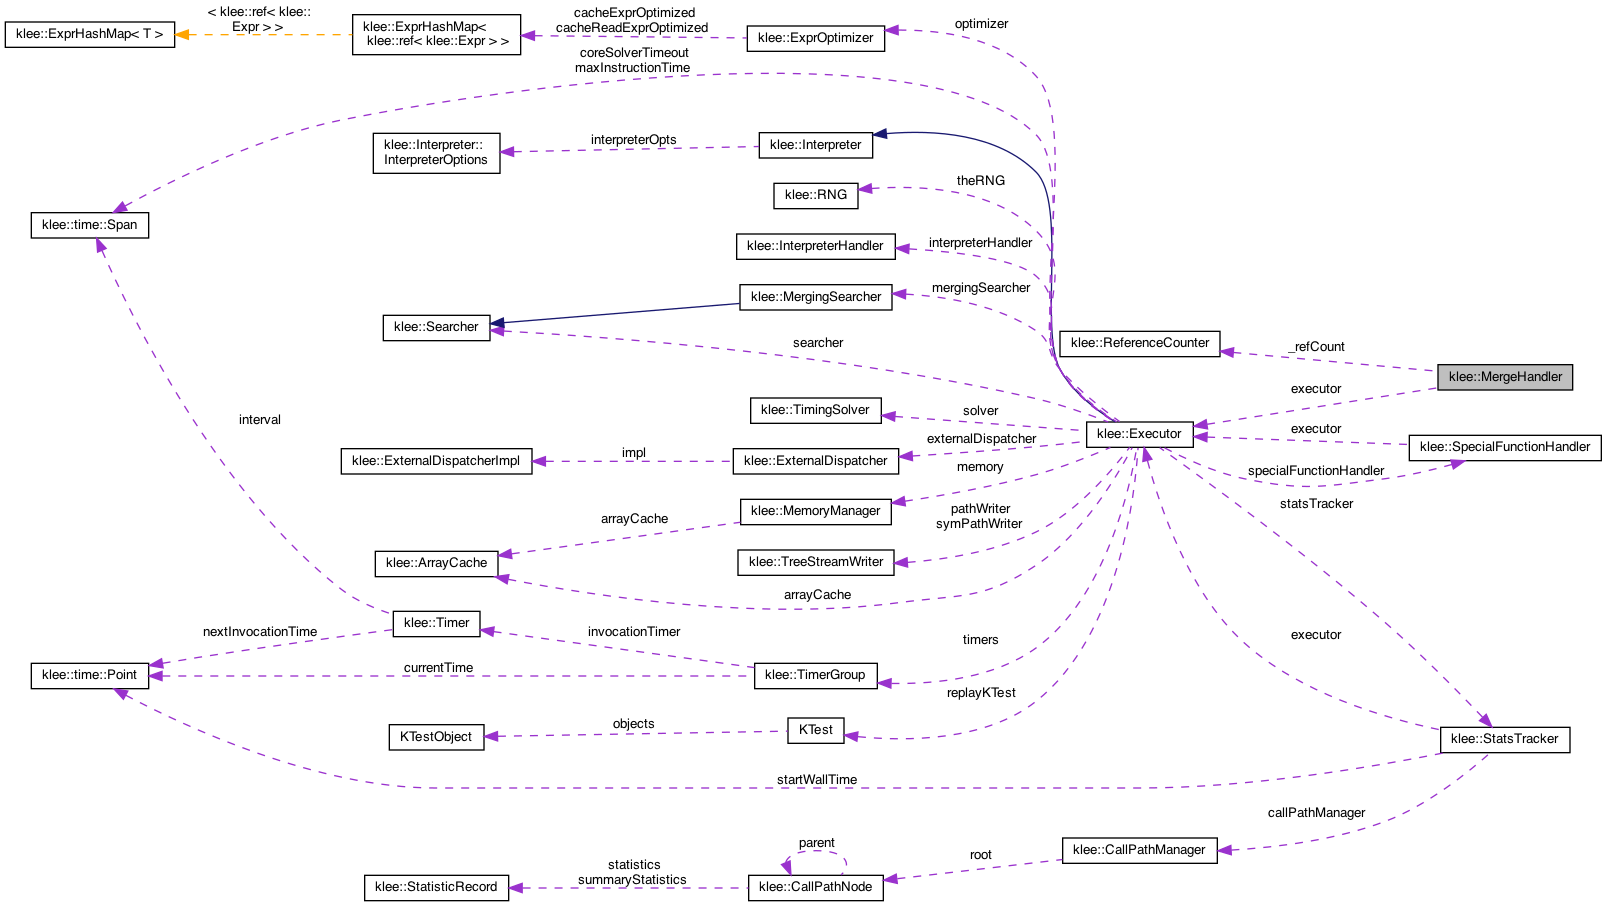 < klee::ref< klee::
Expr > >
klee::ExprHashMap< T >
klee::ExprHashMap<
klee::ref< klee::Expr > >
cacheExprOptimized
cacheReadExprOptimized
klee::ExprOptimizer
optimizer
coreSolverTimeout
maxInstructionTime
klee::Interpreter::
InterpreterOptions
interpreterOpts
klee::Interpreter
theRNG
klee::RNG
klee::time::Span
klee::InterpreterHandler
interpreterHandler
mergingSearcher
klee::MergingSearcher
klee::Searcher
searcher
klee::ReferenceCounter
_refCount
klee::MergeHandler
executor
klee::TimingSolver
solver
interval
klee::Executor
executor
klee::SpecialFunctionHandler
externalDispatcher
klee::ExternalDispatcherImpl
impl
klee::ExternalDispatcher
memory
specialFunctionHandler
statsTracker
klee::MemoryManager
pathWriter
symPathWriter
arrayCache
klee::ArrayCache
klee::TreeStreamWriter
arrayCache
klee::Timer
nextInvocationTime
invocationTimer
timers
executor
klee::time::Point
currentTime
klee::TimerGroup
replayKTest
KTestObject
objects
KTest
klee::StatsTracker
startWallTime
callPathManager
parent
root
klee::CallPathManager
statistics
summaryStatistics
klee::StatisticRecord
klee::CallPathNode